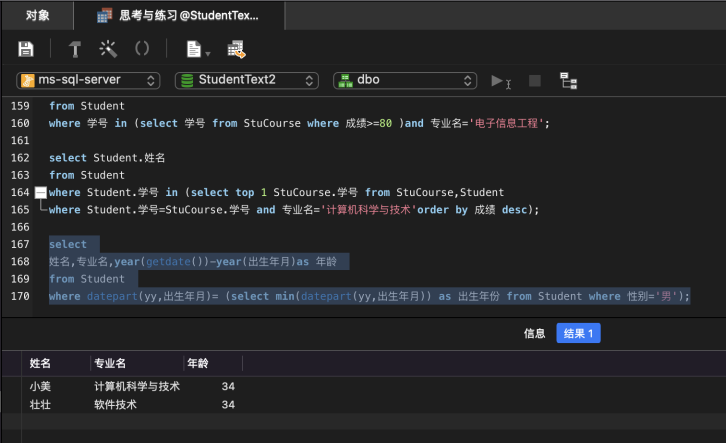 对象 思考与练习@StudentTex...
ms-sql-server StudentText2 dbo
159 from Student
160 where 学号 in (select 学号 from StuCourse where 成绩>=80 )and 专业名='电子信息工程';
161
162 select Student.姓名
163 from Student
164 where Student.学号 in (select top 1 StuCourse.学号 from StuCourse,Student
165 where Student.学号=StuCourse.学号 and 专业名='计算机科学与技术'order by 成绩 desc);
166
167 select
168 姓名,专业名,year(getdate())-year(出生年月)as 年龄
169 from Student
170 where datepart(yy,出生年月)= (select min(datepart(yy,出生年月)) as 出生年份 from Student where 性别='男');
信息 结果 1
姓名 专业名 年龄
小美 计算机科学与技术 34
壮壮 软件技术 34